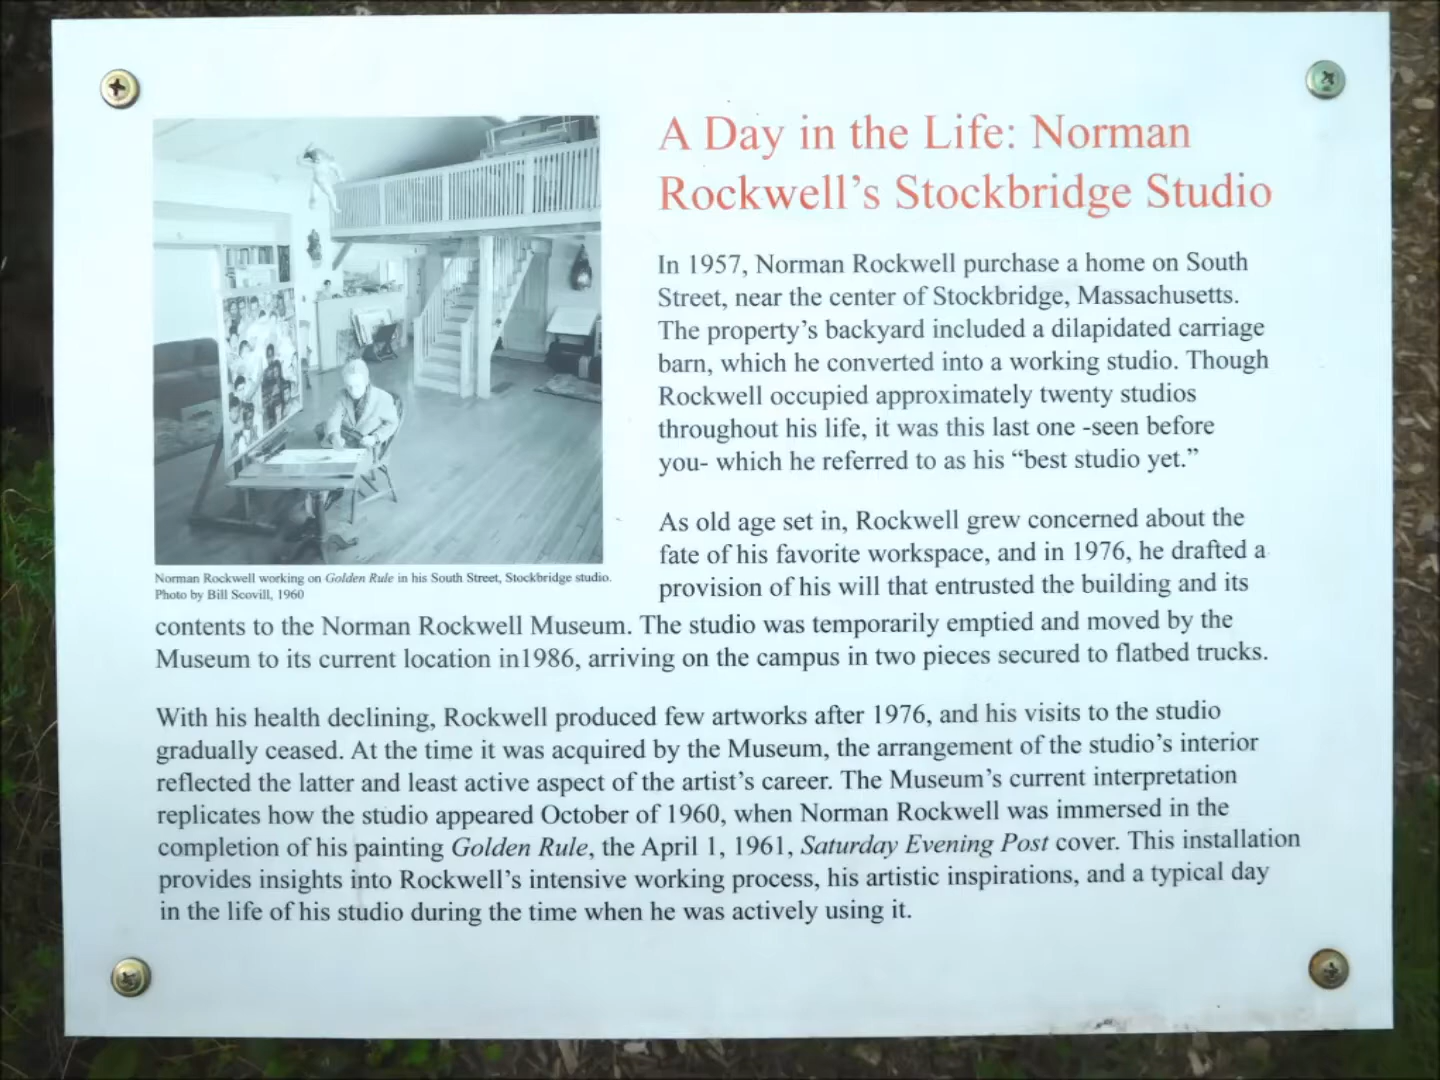 A Day in the Life: Norman
Rockwell's Stockbridge Studio
In 1957, Norman Rockwell purchase a home on South
Street, near the center of Stockbridge, Massachusetts.
The property's backyard included a dilapidated carriage
barn, which he converted into a working studio. Though
Rockwell occupied approximately twenty studios
throughout his life, it was this last one -seen before
you- which he referred to as his “best studio yet.”
As old age set in, Rockwell grew concerned about the
fate of his favorite workspace, and in 1976, he drafted a
provision of his will that entrusted the building and its
contents to the Norman Rockwell Museum. The studio was temporarily emptied and moved by the
Museum to its current location in1986, arriving on the campus in two pieces secured to flatbed trucks.
With his health declining, Rockwell produced few artworks after 1976, and his visits to the studio
gradually ceased. At the time it was acquired by the Museum, the arrangement of the studio's interior
reflected the latter and least active aspect of the artist's career. The Museum's current interpretation
replicates how the studio appeared October of 1960, when Norman Rockwell was immersed in the
completion of his painting Golden Rule, the April 1, 1961, Saturday Evening Post cover. This installation
provides insights into Rockwell's intensive working process, his artistic inspirations, and a typical day
in the life of his studio during the time when he was actively using it.
Norman Rockwell working on Golden Rule in his South Street, Stockbridge studio.
Photo by Bill Scovill, 1960